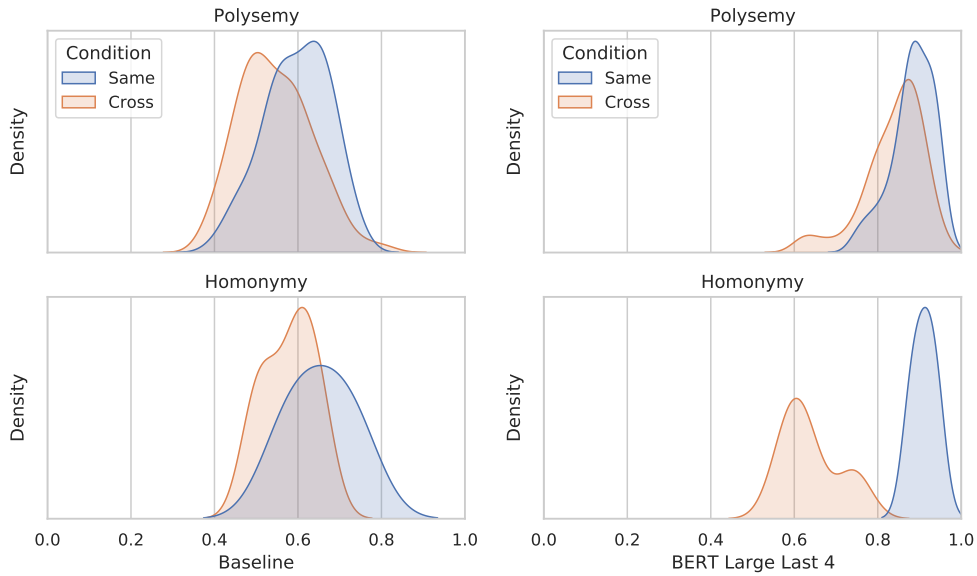 Polysemy
Condition
Same
Cross
Density
Polysemy
Condition
Same
Cross
Density
Homonymy
Density
0.0 0.2 0.4 0.6 0.8 1.0
Baseline
Homonymy
Density
0.0 0.2 0.4 0.6 0.8 1.0
BERT Large Last 4